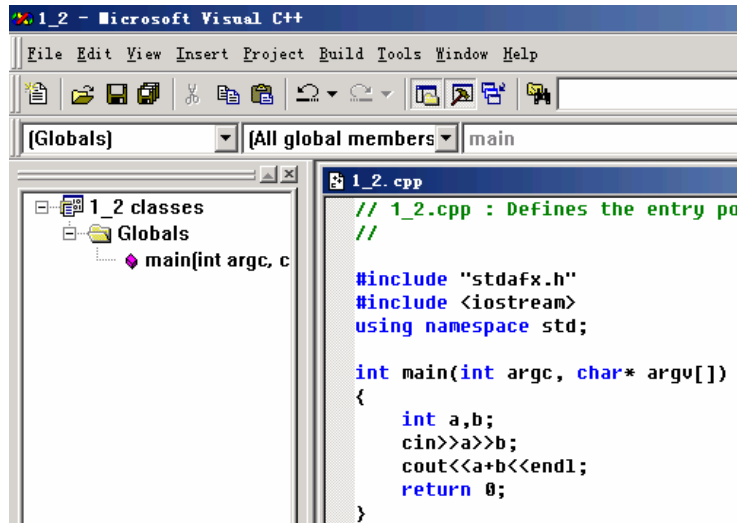 1_2 - Microsoft Visual C++
File Edit View Insert Project Build Tools Window Help
(Globals) (All global members main
1_2 classes
Globals
main(int argc, c
1_2.cpp
// 1_2.cpp : Defines the entry po
//
#include "stdafx.h"
#include <iostream>
using namespace std;
int main(int argc, char* argv[])
{
int a,b;
cin>>a>>b;
cout<<a+b<<endl;
return 0;
}